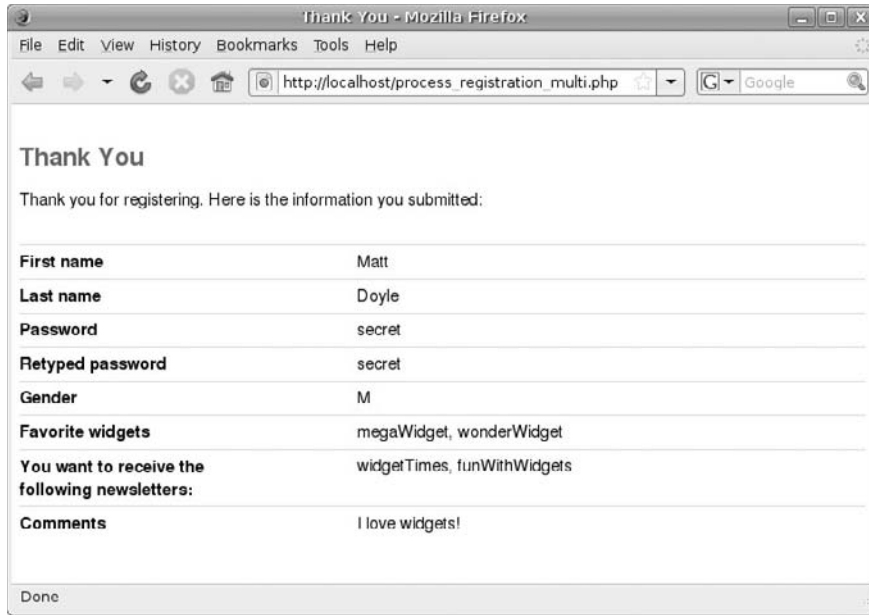 Thank You - Mozilla Firefox
File Edit View History Bookmarks Tools Help
http://localhost/process_registration_multi.php G Google
Thank You
Thank you for registering. Here is the information you submitted:
First name Matt
Last name Doyle
Password secret
Retyped password secret
Gender M
Favorite widgets megaWidget, wonderWidget
You want to receive the widgetTimes, funWithWidgets
following newsletters:
Comments I love widgets!
Done